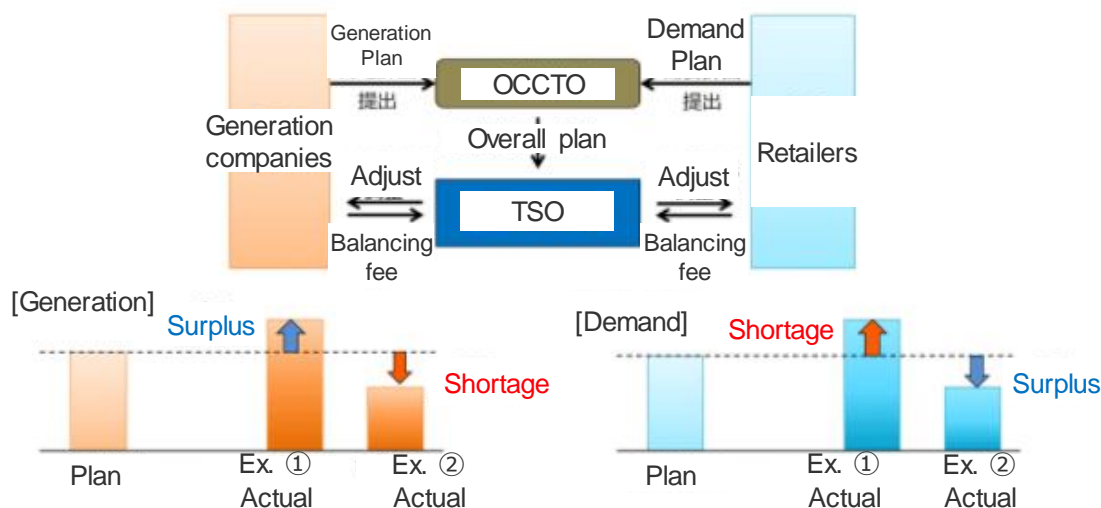 Generation
Plan
提出
OCCTO
Demand
Plan
提出
Generation
companies
Overall plan
Retailers
Adjust
TSO
Adjust
Balancing
fee
Balancing
fee
[Generation]
Surplus
Shortage
Plan
Ex. ①
Actual
Ex. ②
Actual
[Demand]
Shortage
Surplus
Plan
Ex. ①
Actual
Ex. ②
Actual